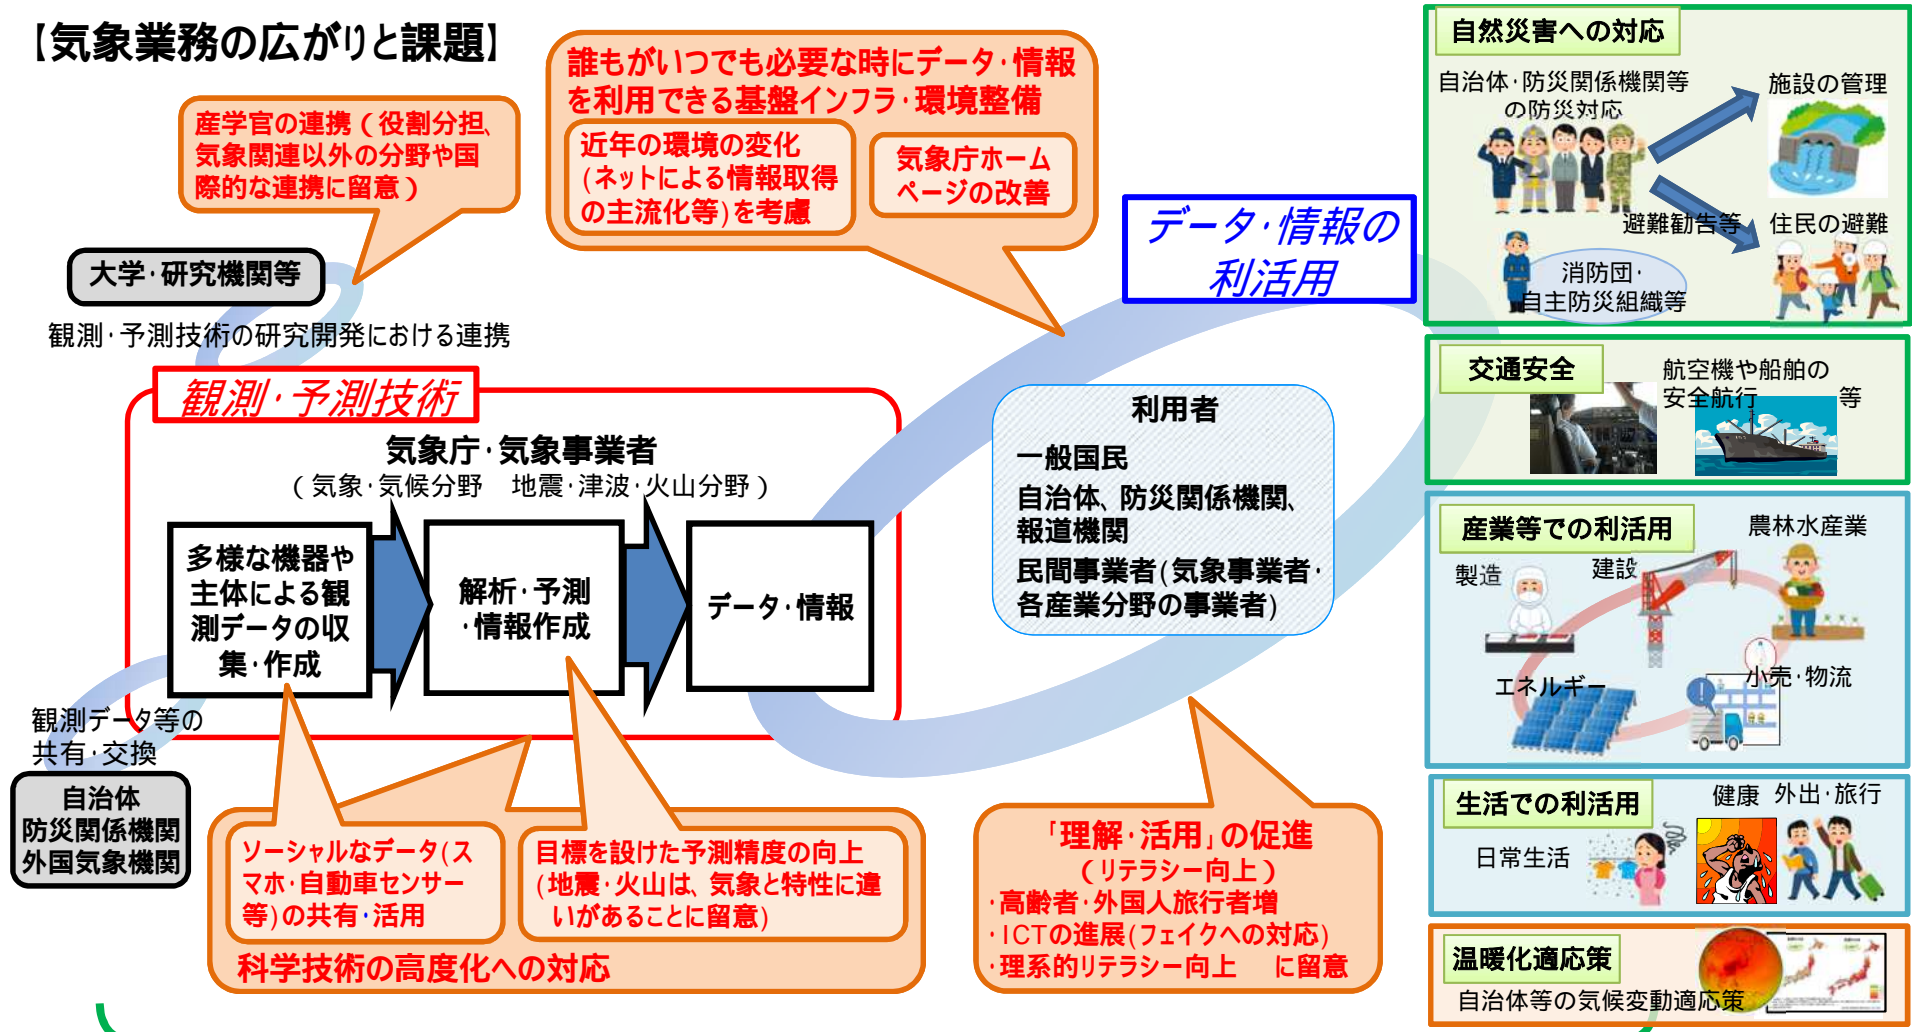 【気象業務の広がりと課題】
産学官の連携（役割分担、
気象関連以外の分野や国
際的な連携に留意）
誰もがいつでも必要な時にデータ・情報
を利用できる基盤インフラ・環境整備
近年の環境の変化
(ネットによる情報取得
の主流化等)を考慮
気象庁ホーム
ページの改善
大学・研究機関等
観測・予測技術の研究開発における連携
観測・予測技術
気象庁・気象事業者
（気象・気候分野　地震・津波・火山分野）
多様な機器や
主体による観
測データの収
集・作成
解析・予測
・情報作成
データ・情報
観測データ等の
共有・交換
自治体
防災関係機関
外国気象機関
ソーシャルなデータ(ス
マホ・自動車センサー
等)の共有・活用
目標を設けた予測精度の向上
(地震・火山は、気象と特性に違
いがあることに留意)
科学技術の高度化への対応
データ・情報の
利活用
利用者
一般国民
自治体、防災関係機関、
報道機関
民間事業者(気象事業者・
各産業分野の事業者)
「理解・活用」の促進
（リテラシー向上）
・高齢者・外国人旅行者増
・ICTの進展(フェイクへの対応)
・理系的リテラシー向上　に留意
自然災害への対応
自治体・防災関係機関等
の防災対応
施設の管理
避難勧告等
住民の避難
消防団・
自主防災組織等
交通安全
航空機や船舶の
安全航行　等
産業等での利活用
農林水産業
製造
建設
エネルギー
小売・物流
生活での利活用
健康
外出・旅行
日常生活
温暖化適応策
自治体等の気候変動適応策